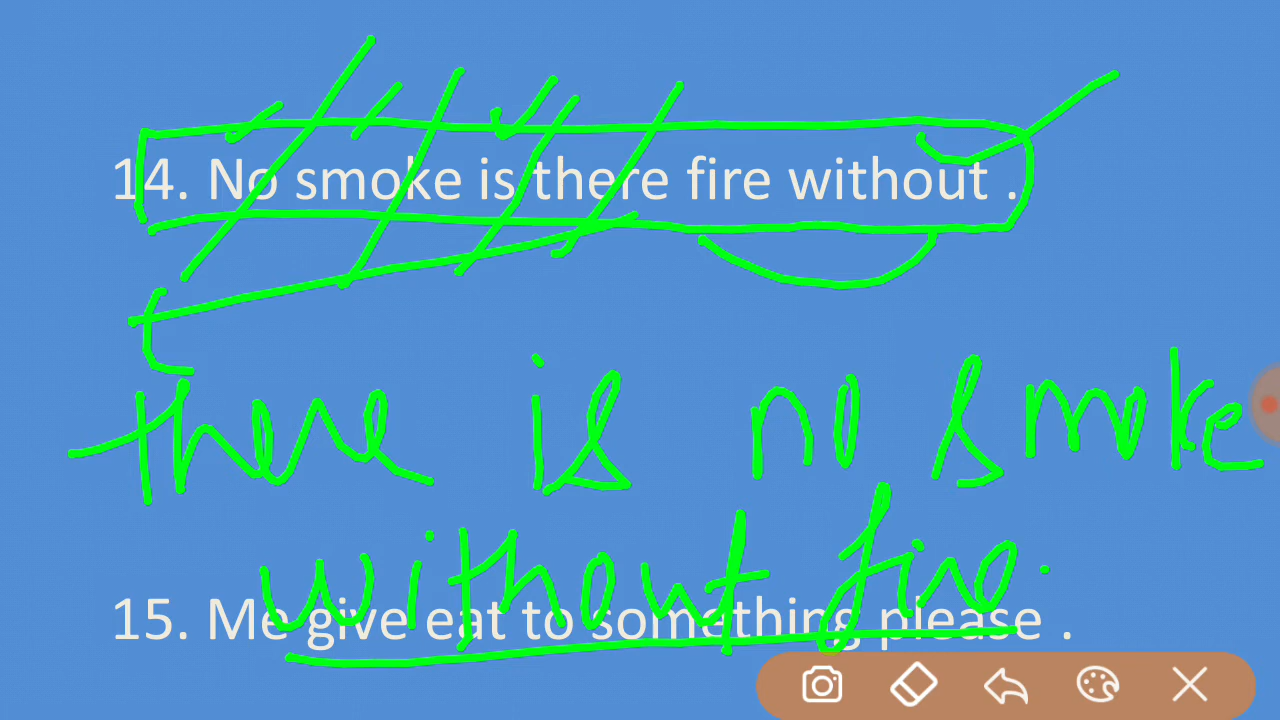 14. No smoke is there fire without .
there is no smoke
without fire.
15. Me give eat to something please .